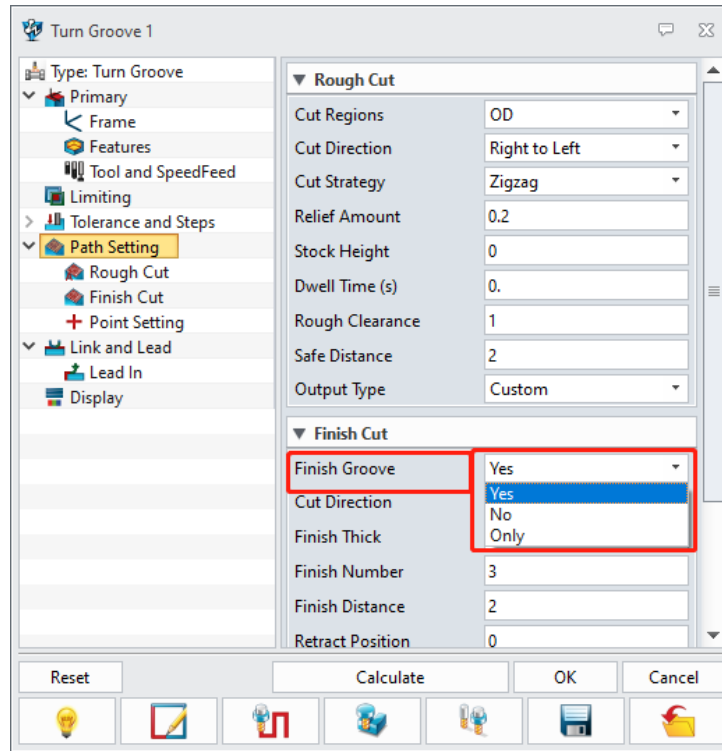 Turn Groove 1
Type: Turn Groove
Primary
Frame
Features
Tool and SpeedFeed
Limiting
Tolerance and Steps
Path Setting
Rough Cut
Finish Cut
Point Setting
Link and Lead
Lead In
Display
Rough Cut
Cut Regions OD
Cut Direction Right to Left
Cut Strategy Zigzag
Relief Amount 0.2
Stock Height 0
Dwell Time (s) 0.
Rough Clearance 1
Safe Distance 2
Output Type Custom
Finish Cut
Finish Groove Yes
Yes
Cut Direction
No
Finish Thick Only
Finish Number 3
Finish Distance 2
Retract Position 0
Reset Calculate OK Cancel